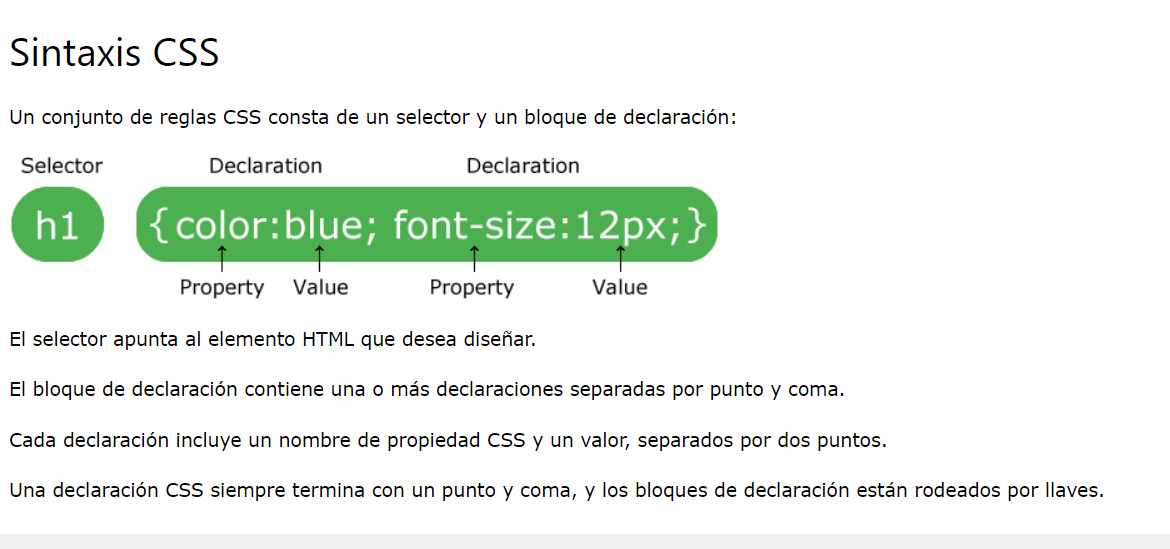 Sintaxis CSS
Un conjunto de reglas CSS consta de un selector y un bloque de declaración:
Selector Declaration Declaration
h1 {color:blue; font-size:12px;}
Property Value Property Value
El selector apunta al elemento HTML que desea diseñar.
El bloque de declaración contiene una o más declaraciones separadas por punto y coma.
Cada declaración incluye un nombre de propiedad CSS y un valor, separados por dos puntos.
Una declaración CSS siempre termina con un punto y coma, y los bloques de declaración están rodeados por llaves.